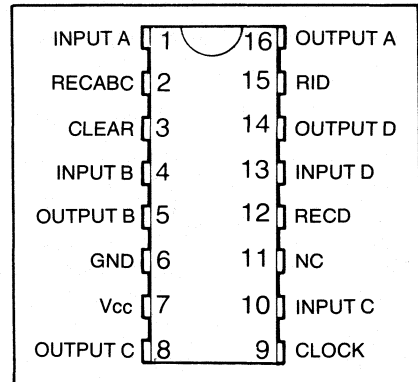 INPUT A 1 16 OUTPUT A
RECABC 2 15 RID
CLEAR 3 14 OUTPUT D
INPUT B 4 13 INPUT D
OUTPUT B 5 12 RECD
GND 6 11 NC
Vcc 7 10 INPUT C
OUTPUT C 8 9 CLOCK